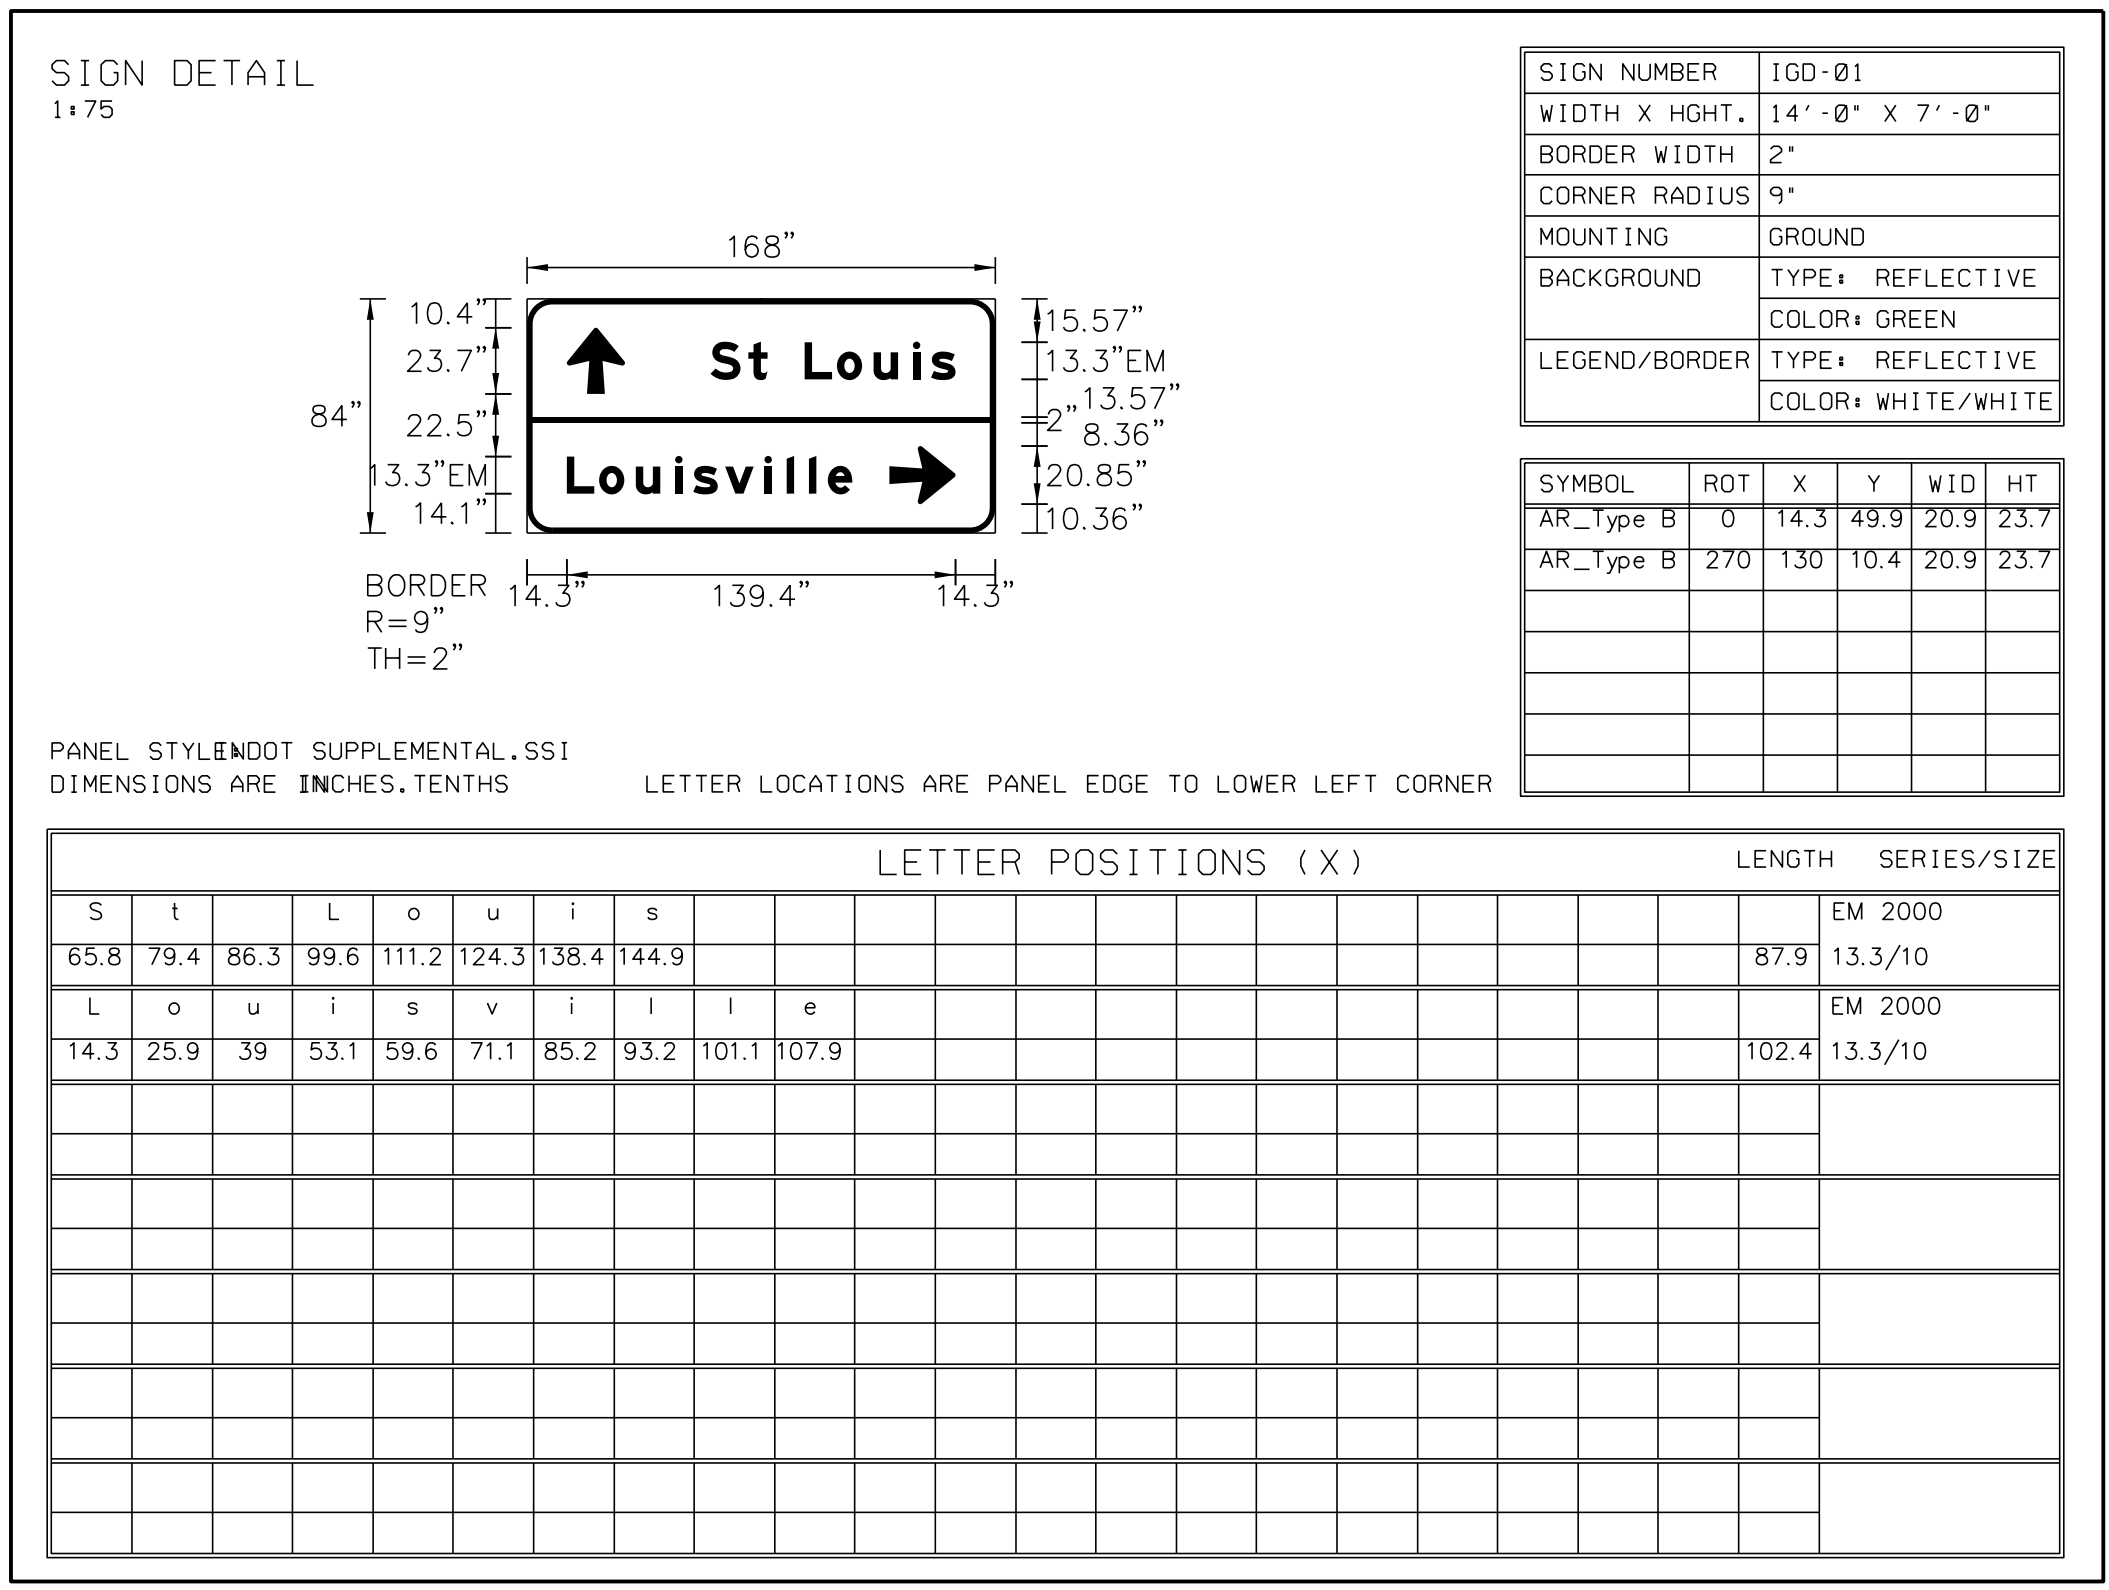 SIGN DETAIL
1:75
SIGN NUMBER IGD-Ø1
WIDTH X HGHT. 14'-Ø" X 7'-Ø"
BORDER WIDTH 2"
CORNER RADIUS 9"
MOUNTING GROUND
BACKGROUND TYPE: REFLECTIVE
COLOR: GREEN
LEGEND/BORDER TYPE: REFLECTIVE
COLOR: WHITE/WHITE
168”
84”
10.4”
23.7”
22.5”
13.3”EM
14.1”
St Louis
Louisville
15.57”
13.3”EM
13.57”
2”
8.36”
20.85”
10.36”
14.3” 139.4” 14.3”
BORDER
R=9”
TH=2”
SYMBOL ROT X Y WID HT
AR_Type B 0 14.3 49.9 20.9 23.7
AR_Type B 270 130 10.4 20.9 23.7
PANEL STYLE: INDOT SUPPLEMENTAL.SSI
DIMENSIONS ARE INCHES.TENTHS LETTER LOCATIONS ARE PANEL EDGE TO LOWER LEFT CORNER
LETTER POSITIONS (X) LENGTH SERIES/SIZE
S t L o u i s EM 2000
65.8 79.4 86.3 99.6 111.2 124.3 138.4 144.9 87.9 13.3/10
L o u i s v i l l e EM 2000
14.3 25.9 39 53.1 59.6 71.1 85.2 93.2 101.1 107.9 102.4 13.3/10